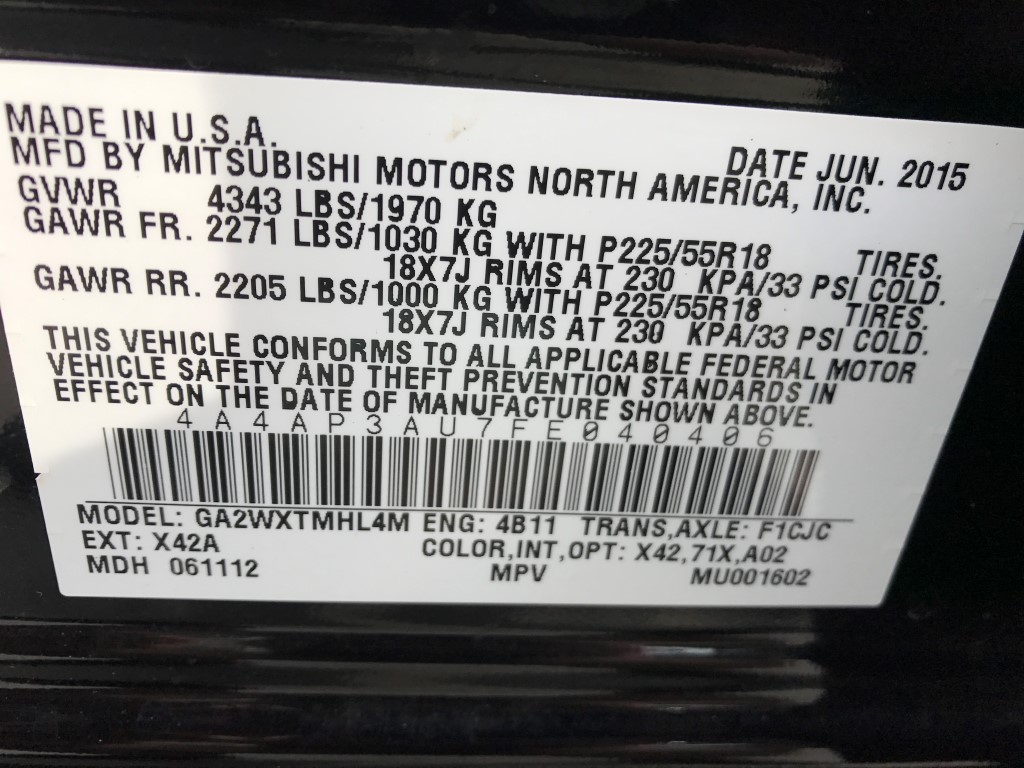 MADE IN U.S.A. DATE JUN. 2015
MFD BY MITSUBISHI MOTORS NORTH AMERICA, INC.
GVWR 4343 LBS/1970 KG
GAWR FR. 2271 LBS/1030 KG WITH P225/55R18 TIRES.
18X7J RIMS AT 230 KPA/33 PSI COLD.
GAWR RR. 2205 LBS/1000 KG WITH P225/55R18 TIRES.
18X7J RIMS AT 230 KPA/33 PSI COLD.
THIS VEHICLE CONFORMS TO ALL APPLICABLE FEDERAL MOTOR
VEHICLE SAFETY AND THEFT PREVENTION STANDARDS IN
EFFECT ON THE DATE OF MANUFACTURE SHOWN ABOVE.
4A4AP3AU7FE040406
MODEL: GA2WXTMHL4M ENG: 4B11 TRANS,AXLE: F1CJC
EXT: X42A COLOR,INT,OPT: X42,71X,A02
MDH 061112 MPV MU001602